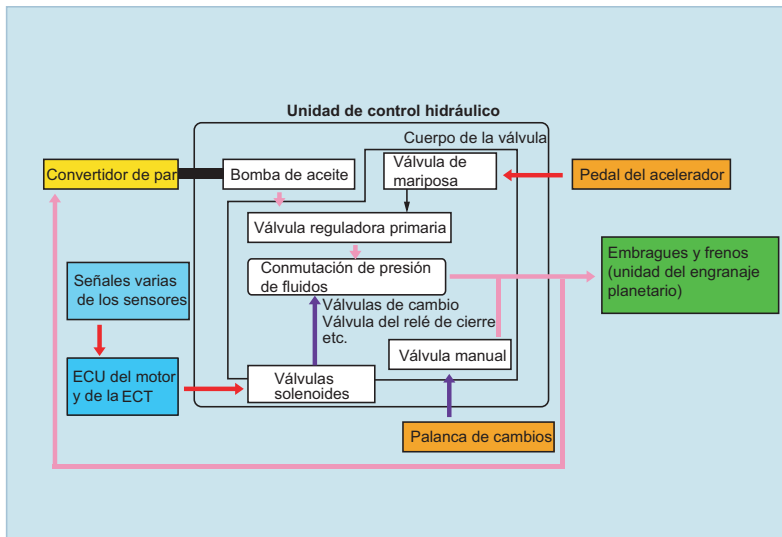 Unidad de control hidráulico
Cuerpo de la válvula
Convertidor de par
Bomba de aceite
Válvula de
mariposa
Pedal del acelerador
Válvula reguladora primaria
Conmutación de presión
de fluidos
Embragues y frenos
(unidad del engranaje
planetario)
Señales varias
de los sensores
Válvulas de cambio
Válvula del relé de cierre
etc.
Válvula manual
ECU del motor
y de la ECT
Válvulas
solenoides
Palanca de cambios